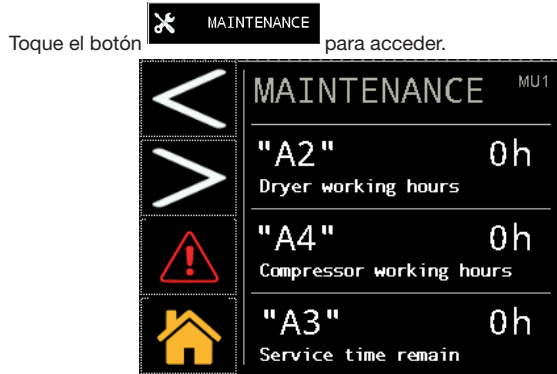 Toque el botón MAINTENANCE para acceder.
MAINTENANCE MU1
"A2" 0h
Dryer working hours
"A4" 0h
Compressor working hours
"A3" 0h
Service time remain